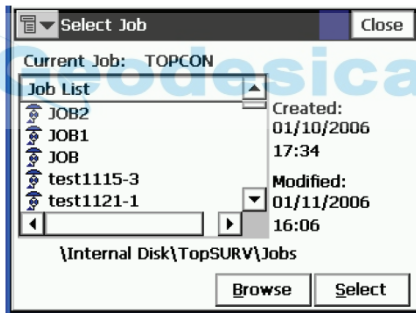 Select Job
Close
Current Job: TOPCON
Geodesica
Job List
JOB2
JOB1
JOB
test1115-3
test1121-1
Created:
01/10/2006
17:34
Modified:
01/11/2006
16:06
\Internal Disk\TopSURV\Jobs
Browse
Select